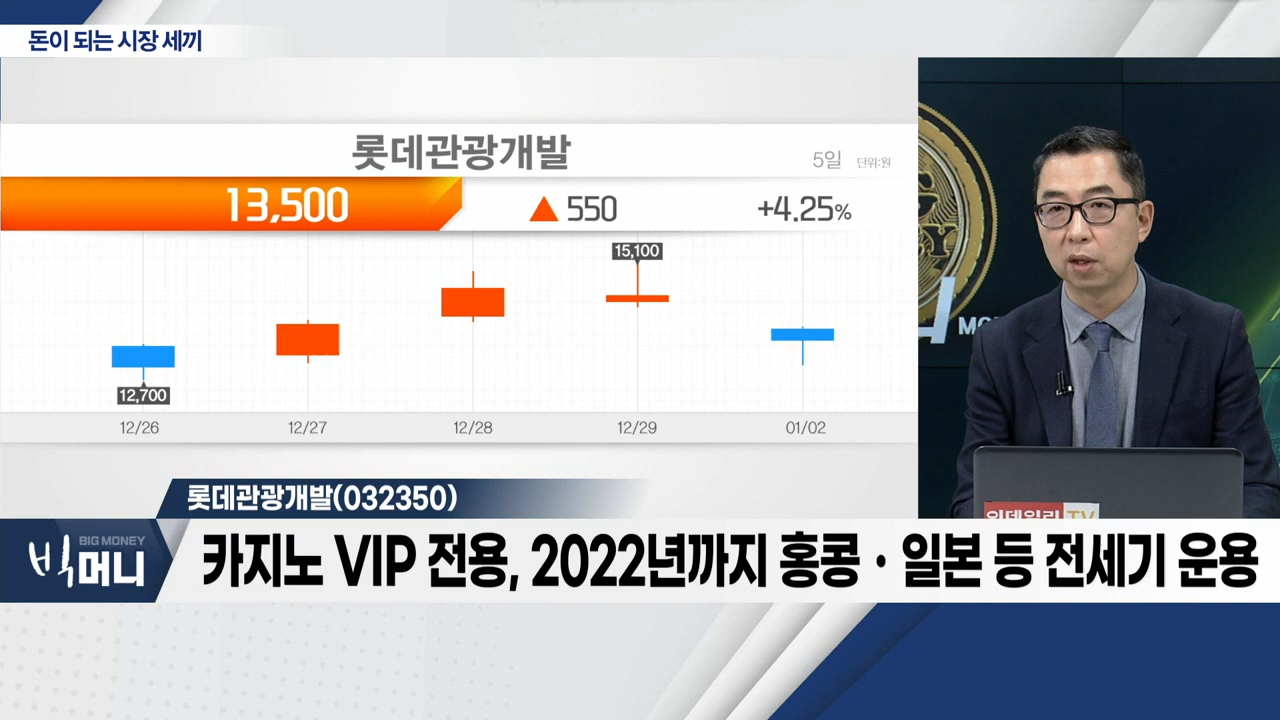 돈이 되는 시장 세끼
롯데관광개발
5일 단위:원
13,500 ▲ 550 +4.25%
15,100
12,700
12/26 12/27 12/28 12/29 01/02
롯데관광개발(032350)
BIG MONEY
빅머니
카지노 VIP 전용, 2022년까지 홍콩·일본 등 전세기 운용